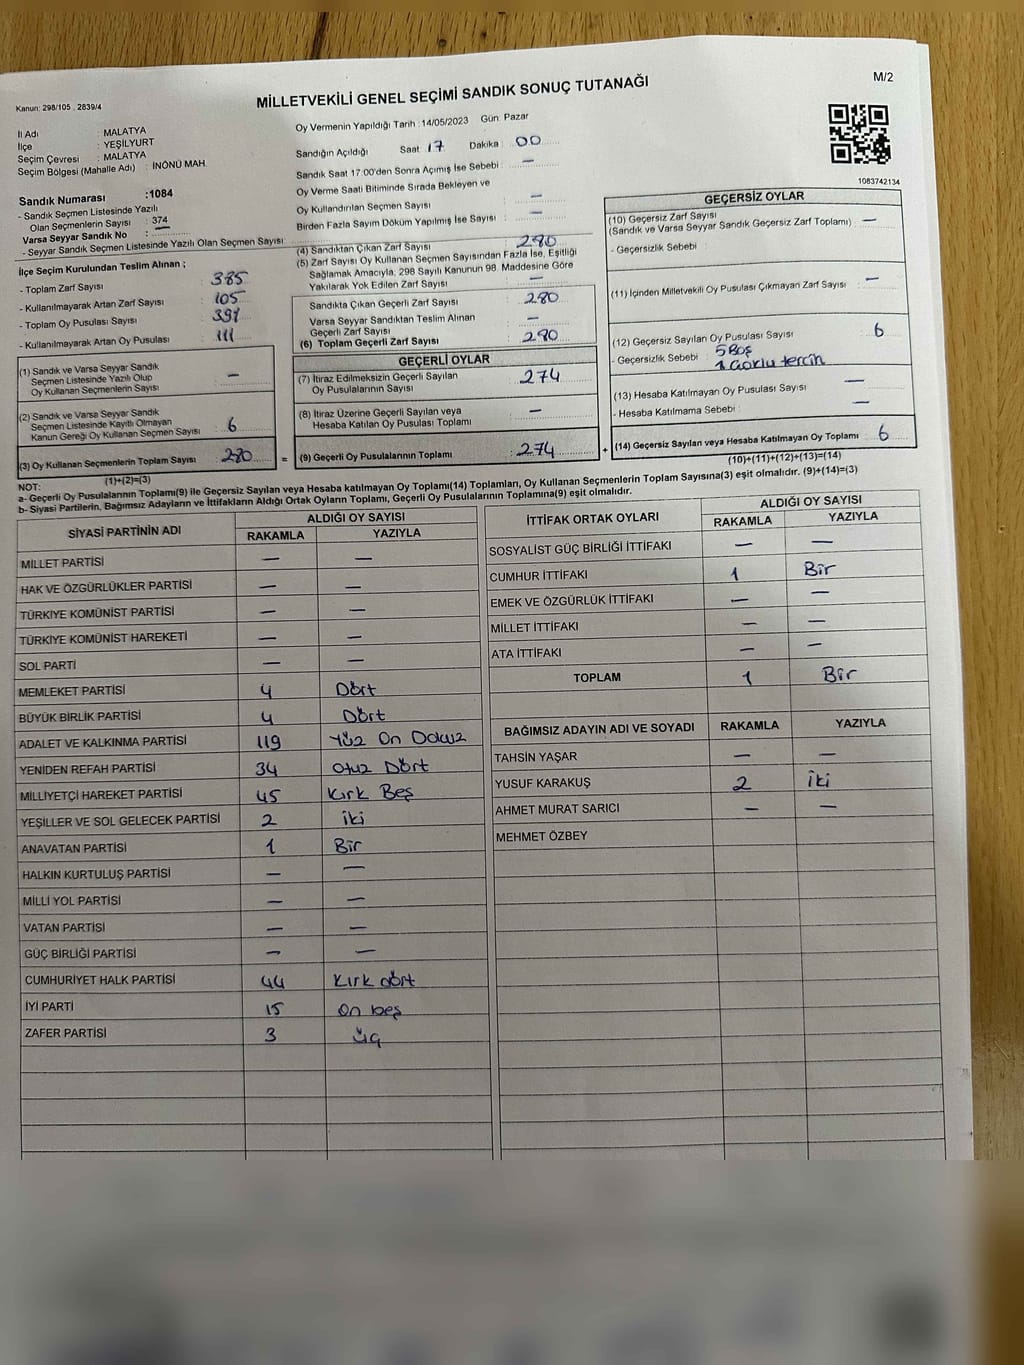 M/2
Kanun: 298/105 , 2839/4
MİLLETVEKİLİ GENEL SEÇİMİ SANDIK SONUÇ TUTANAĞI
İl Adı : MALATYA
İlçe : YEŞİLYURT
Seçim Çevresi : MALATYA
Seçim Bölgesi (Mahalle Adı) : İNÖNÜ MAH.
Sandık Numarası :1084
- Sandık Seçmen Listesinde Yazılı
Olan Seçmenlerin Sayısı : 374
Varsa Seyyar Sandık No :
- Seyyar Sandık Seçmen Listesinde Yazılı Olan Seçmen Sayısı: —
Oy Vermenin Yapıldığı Tarih :14/05/2023 Gün: Pazar
Sandığın Açıldığı Saat : 17 Dakika : 00
Sandık Saat 17:00'den Sonra Açımış İse Sebebi : —
Oy Verme Saati Bitiminde Sırada Bekleyen ve
Oy Kullandırılan Seçmen Sayısı : —
Birden Fazla Sayım Döküm Yapılmış İse Sayısı : —
1083742134
İlçe Seçim Kurulundan Teslim Alınan ;
- Toplam Zarf Sayısı : 385
- Kullanılmayarak Artan Zarf Sayısı : 105
- Toplam Oy Pusulası Sayısı : 391
- Kullanılmayarak Artan Oy Pusulası : 111
(1) Sandık ve Varsa Seyyar Sandık
Seçmen Listesinde Yazılı Olup
Oy Kullanan Seçmenlerin Sayısı : —
(2) Sandık ve Varsa Seyyar Sandık
Seçmen Listesinde Kayıtlı Olmayan
Kanun Gereği Oy Kullanan Seçmen Sayısı : 6
(3) Oy Kullanan Seçmenlerin Toplam Sayısı : 280
(1)+(2)=(3)
(4) Sandıktan Çıkan Zarf Sayısı : 280
(5) Zarf Sayısı Oy Kullanan Seçmen Sayısından Fazla İse, Eşitliği
Sağlamak Amacıyla, 298 Sayılı Kanunun 98. Maddesine Göre
Yakılarak Yok Edilen Zarf Sayısı : —
Sandıkta Çıkan Geçerli Zarf Sayısı : 280
Varsa Seyyar Sandıktan Teslim Alınan
Geçerli Zarf Sayısı : —
(6) Toplam Geçerli Zarf Sayısı : 280
GEÇERLİ OYLAR
(7) İtiraz Edilmeksizin Geçerli Sayılan
Oy Pusulalarının Sayısı : 274
(8) İtiraz Üzerine Geçerli Sayılan veya
Hesaba Katılan Oy Pusulası Toplamı : —
= (9) Geçerli Oy Pusulalarının Toplamı : 274
GEÇERSİZ OYLAR
(10) Geçersiz Zarf Sayısı
(Sandık ve Varsa Seyyar Sandık Geçersiz Zarf Toplamı) : —
- Geçersizlik Sebebi :
(11) İçinden Milletvekili Oy Pusulası Çıkmayan Zarf Sayısı : —
(12) Geçersiz Sayılan Oy Pusulası Sayısı : 6
- Geçersizlik Sebebi : 5 Boş
1 Çoklu tercih
(13) Hesaba Katılmayan Oy Pusulası Sayısı : —
- Hesaba Katılmama Sebebi : —
+ (14) Geçersiz Sayılan veya Hesaba Katılmayan Oy Toplamı : 6
(10)+(11)+(12)+(13)=(14)
NOT:
a- Geçerli Oy Pusulalarının Toplamı(9) ile Geçersiz Sayılan veya Hesaba katılmayan Oy Toplamı(14) Toplamları, Oy Kullanan Seçmenlerin Toplam Sayısına(3) eşit olmalıdır. (9)+(14)=(3)
b- Siyasi Partilerin, Bağımsız Adayların ve İttifakların Aldığı Ortak Oyların Toplamı, Geçerli Oy Pusulalarının Toplamına(9) eşit olmalıdır.
SİYASİ PARTİNİN ADI ALDIĞI OY SAYISI
RAKAMLA YAZIYLA
MİLLET PARTİSİ — —
HAK VE ÖZGÜRLÜKLER PARTİSİ — —
TÜRKİYE KOMÜNİST PARTİSİ — —
TÜRKİYE KOMÜNİST HAREKETİ — —
SOL PARTİ — —
MEMLEKET PARTİSİ 4 Dört
BÜYÜK BİRLİK PARTİSİ 4 Dört
ADALET VE KALKINMA PARTİSİ 119 Yüz On Dokuz
YENİDEN REFAH PARTİSİ 34 Otuz Dört
MİLLİYETÇİ HAREKET PARTİSİ 45 Kırk Beş
YEŞİLLER VE SOL GELECEK PARTİSİ 2 iki
ANAVATAN PARTİSİ 1 Bir
HALKIN KURTULUŞ PARTİSİ — —
MİLLİ YOL PARTİSİ — —
VATAN PARTİSİ — —
GÜÇ BİRLİĞİ PARTİSİ — —
CUMHURİYET HALK PARTİSİ 44 Kırk dört
İYİ PARTİ 15 on beş
ZAFER PARTİSİ 3 üç
İTTİFAK ORTAK OYLARI ALDIĞI OY SAYISI
RAKAMLA YAZIYLA
SOSYALİST GÜÇ BİRLİĞİ İTTİFAKI — —
CUMHUR İTTİFAKI 1 Bir
EMEK VE ÖZGÜRLÜK İTTİFAKI — —
MİLLET İTTİFAKI — —
ATA İTTİFAKI — —
TOPLAM 1 Bir
BAĞIMSIZ ADAYIN ADI VE SOYADI RAKAMLA YAZIYLA
TAHSİN YAŞAR — —
YUSUF KARAKUŞ 2 İki
AHMET MURAT SARICI — —
MEHMET ÖZBEY